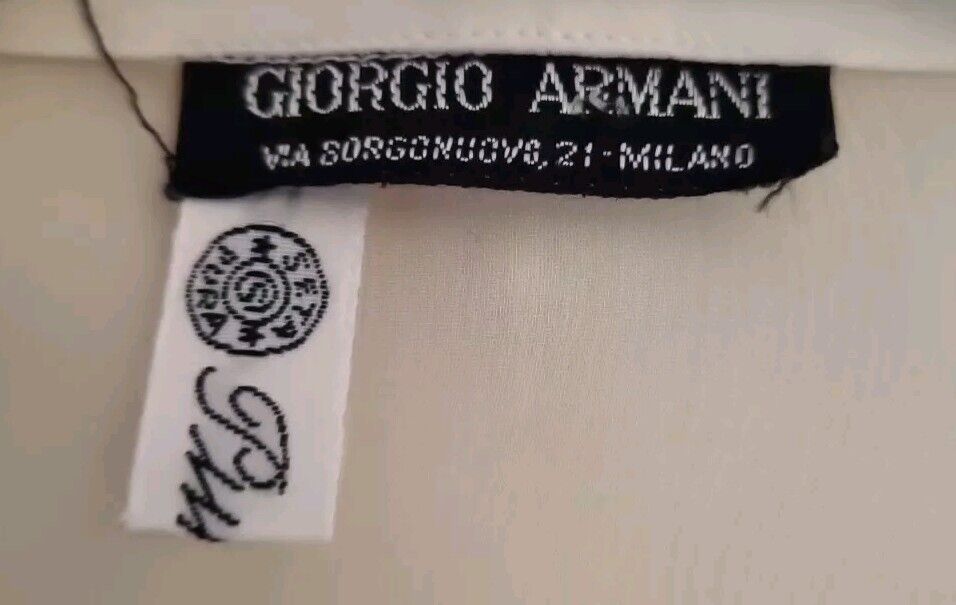 GIORGIO ARMANI
VIA BORGONUOVO, 21-MILANO
SETA
PURA
S